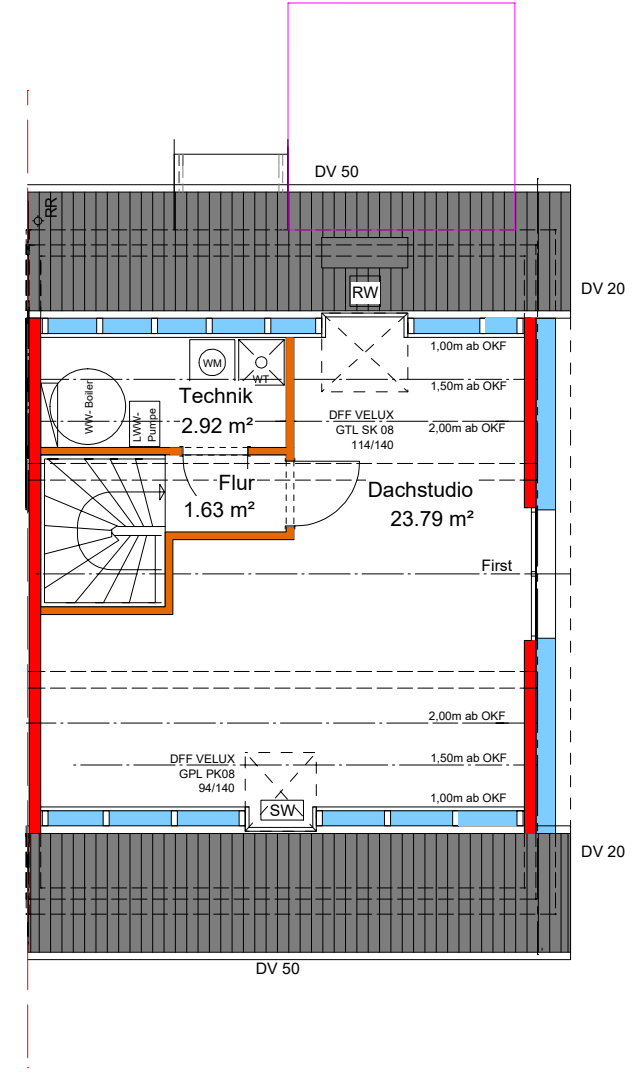 DV 50
RR
DV 20
RW
1,00m ab OKF
WM
WT
1,50m ab OKF
Technik
2.92 m²
WW- Boiler
LWW-
Pumpe
DFF VELUX
GTL SK 08
114/140
2,00m ab OKF
Flur
1.63 m²
Dachstudio
23.79 m²
First
2,00m ab OKF
DFF VELUX
GPL PK08
94/140
1,50m ab OKF
1,00m ab OKF
SW
DV 20
DV 50